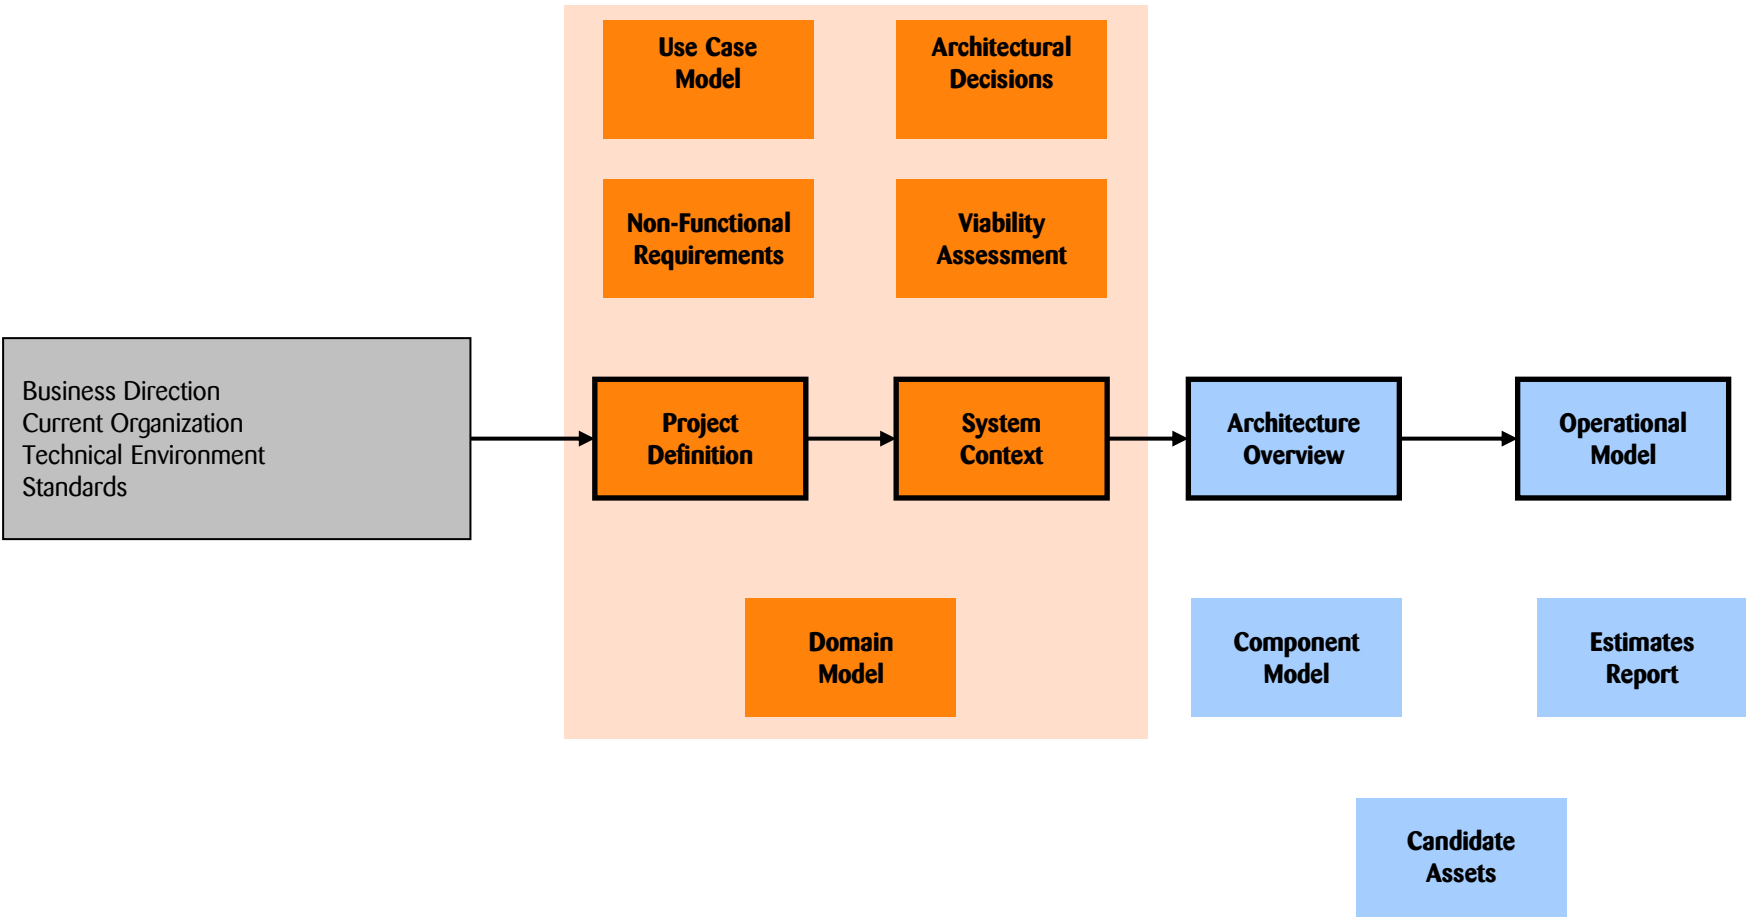 Use Case
Model
Architectural
Decisions
Non-Functional
Requirements
Viability
Assessment
Business Direction
Current Organization
Technical Environment
Standards
Project
Definition
System
Context
Architecture
Overview
Operational
Model
Domain
Model
Component
Model
Estimates
Report
Candidate
Assets